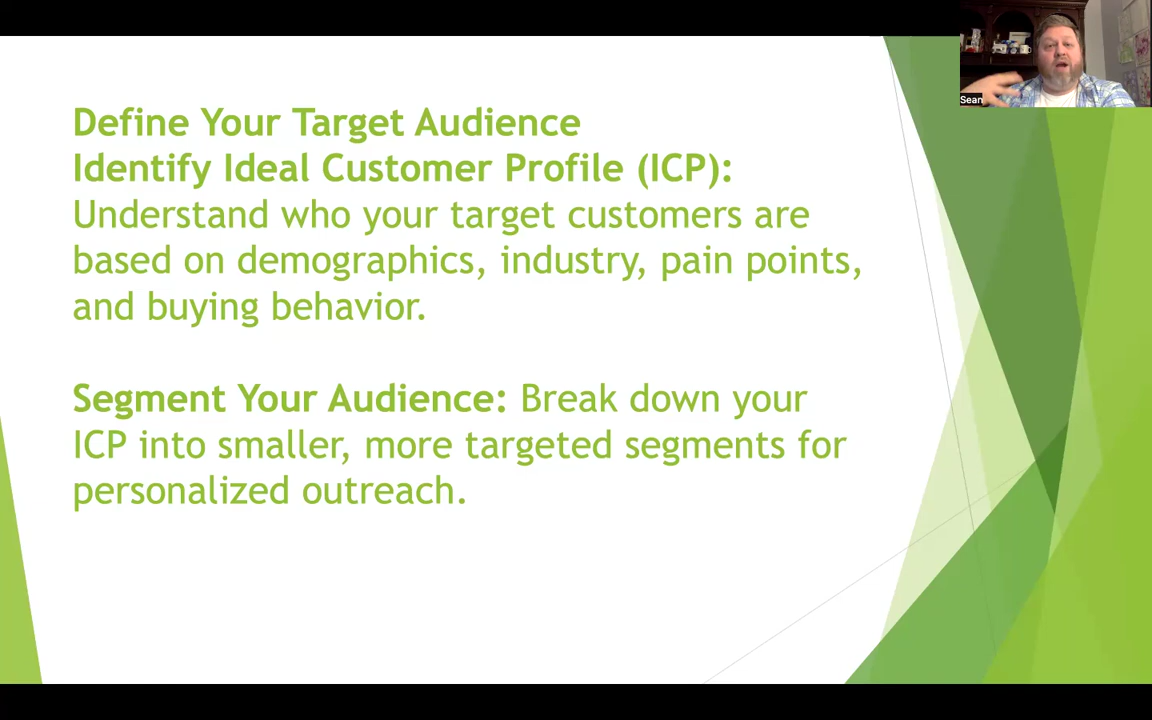 Define Your Target Audience
Identify Ideal Customer Profile (ICP):
Understand who your target customers are
based on demographics, industry, pain points,
and buying behavior.
Segment Your Audience: Break down your
ICP into smaller, more targeted segments for
personalized outreach.
Sean